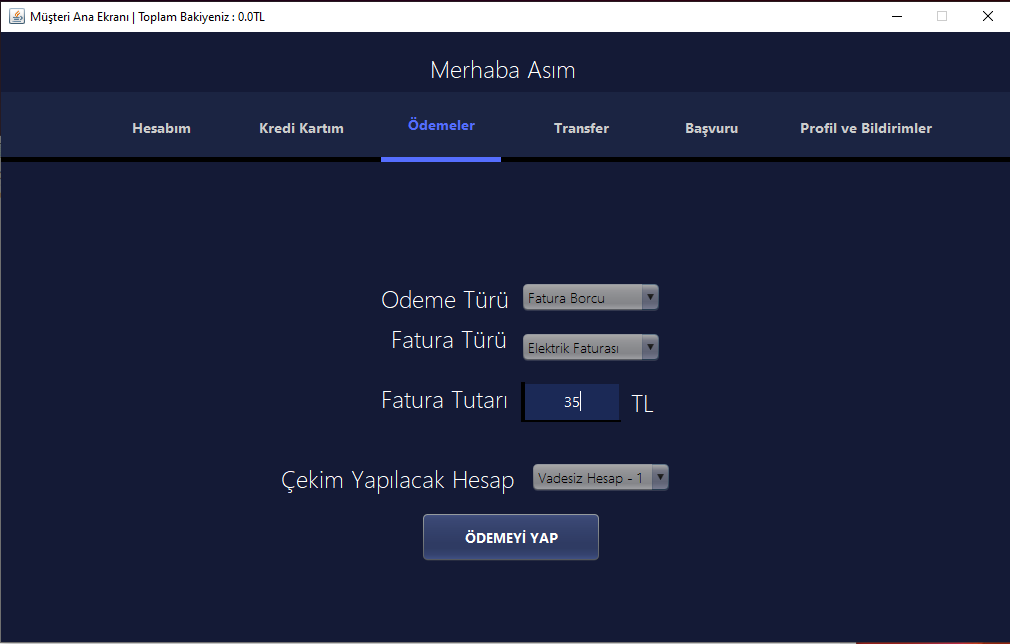 Müşteri Ana Ekranı | Toplam Bakiyeniz : 0.0TL
Merhaba Asım
Hesabım Kredi Kartım Ödemeler Transfer Başvuru Profil ve Bildirimler
Odeme Türü Fatura Borcu
Fatura Türü Elektrik Faturası
Fatura Tutarı 35 TL
Çekim Yapılacak Hesap Vadesiz Hesap - 1
ÖDEMEYİ YAP